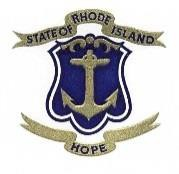 STATE OF RHODE ISLAND
HOPE